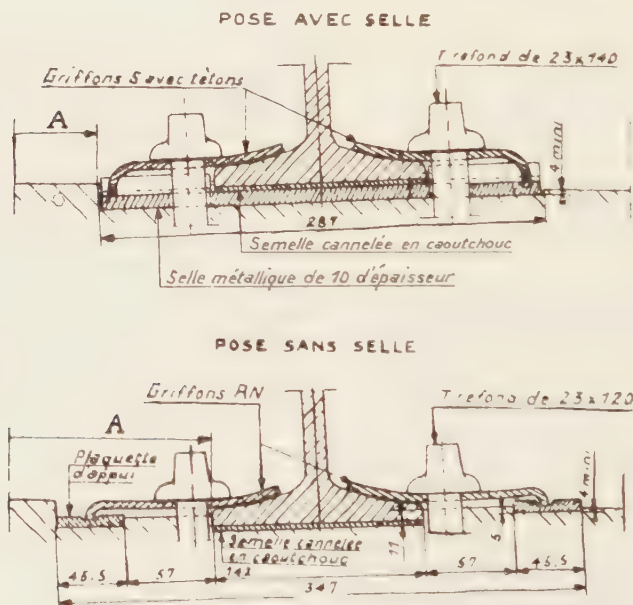 POSE AVEC SELLE
Griffons S avec tètons
Tirefond de 23x140
A
4 mini
287
Semelle cannelée en caoutchouc
Selle métallique de 10 d'épaisseur
POSE SANS SELLE
Griffons RN
Tirefond de 23x120
A
Plaquette
d'appui
4 mini
11
5
Semelle cannelée
en caoutchouc
45.5
57
142
57
45.5
347